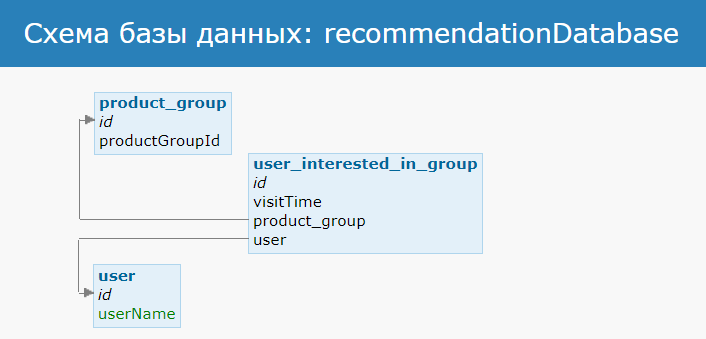 Схема базы данных: recommendationDatabase
product_group
id
productGroupId
user_interested_in_group
id
visitTime
product_group
user
user
id
userName